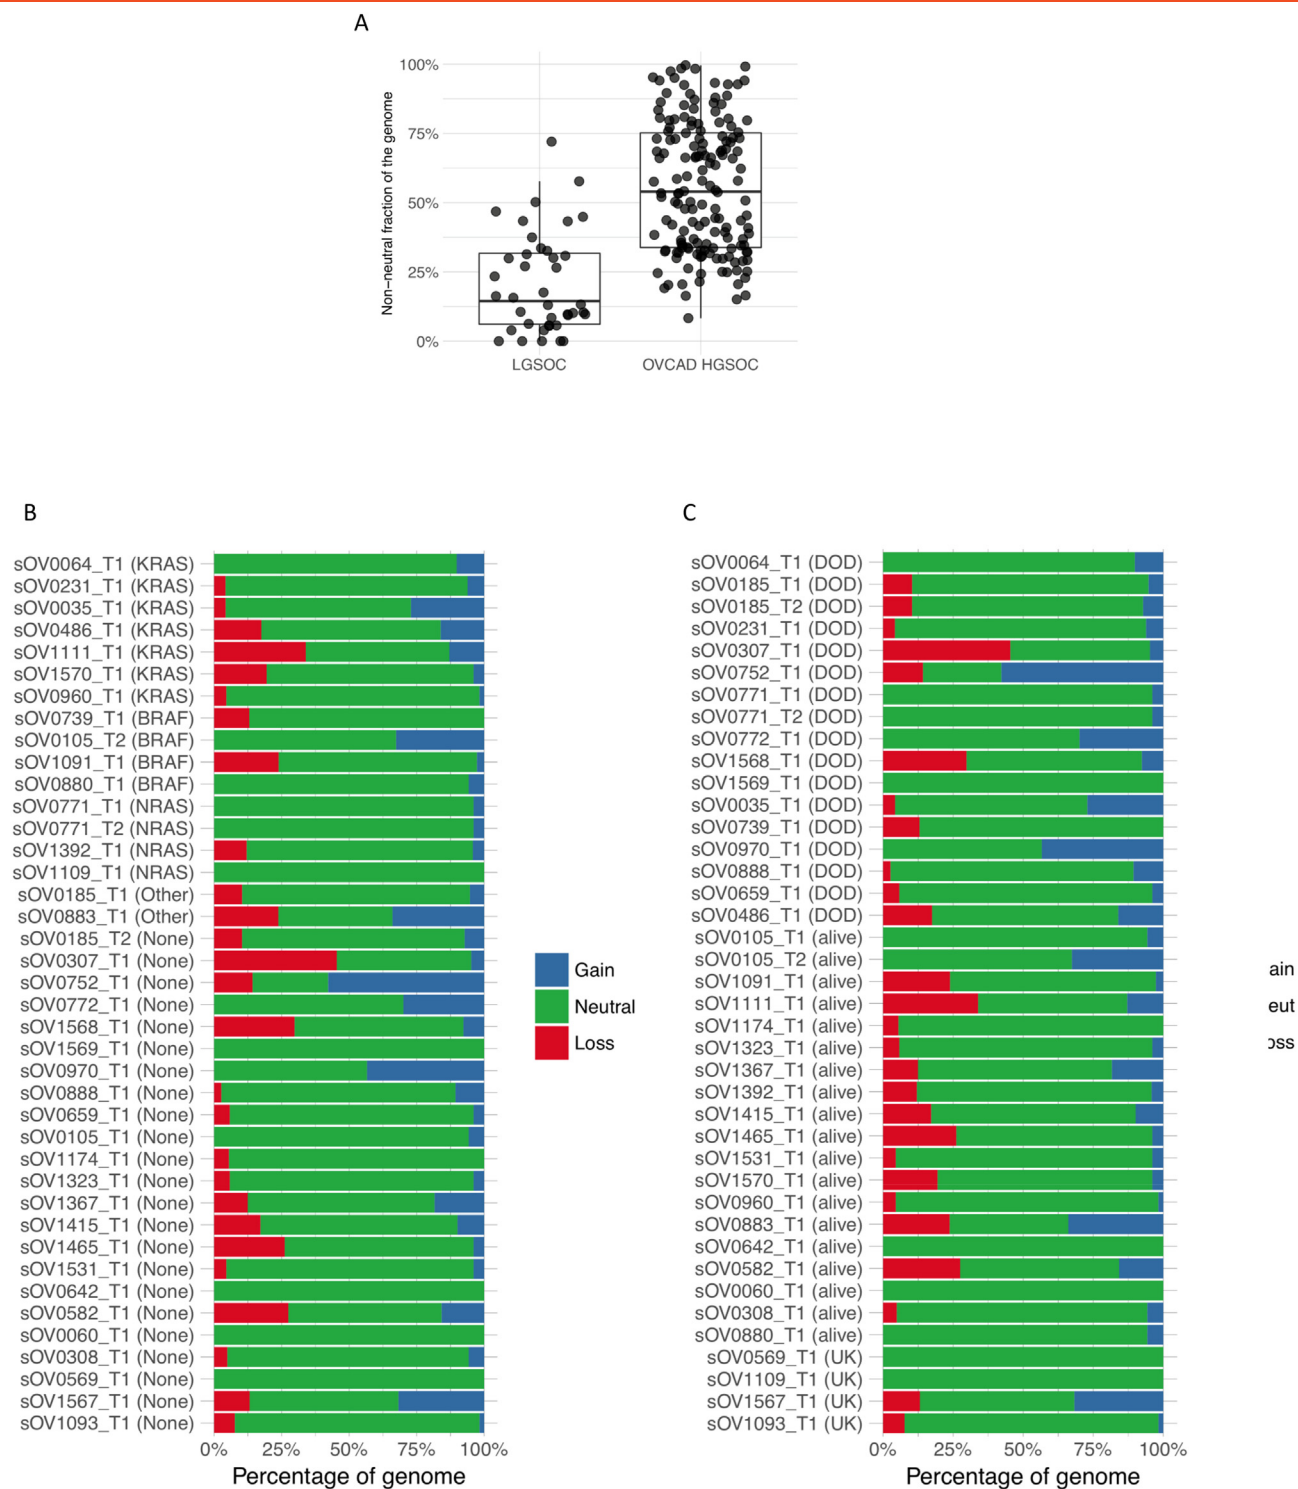 A
Non-neutral fraction of the genome
100%
75%
50%
25%
0%
LGSOC
OVCAD HGSOC
B
sOV0064_T1 (KRAS)
sOV0231_T1 (KRAS)
sOV0035_T1 (KRAS)
sOV0486_T1 (KRAS)
sOV1111_T1 (KRAS)
sOV1570_T1 (KRAS)
sOV0960_T1 (KRAS)
sOV0739_T1 (BRAF)
sOV0105_T2 (BRAF)
sOV1091_T1 (BRAF)
sOV0880_T1 (BRAF)
sOV0771_T1 (NRAS)
sOV0771_T2 (NRAS)
sOV1392_T1 (NRAS)
sOV1109_T1 (NRAS)
sOV0185_T1 (Other)
sOV0883_T1 (Other)
sOV0185_T2 (None)
sOV0307_T1 (None)
sOV0752_T1 (None)
sOV0772_T1 (None)
sOV1568_T1 (None)
sOV1569_T1 (None)
sOV0970_T1 (None)
sOV0888_T1 (None)
sOV0659_T1 (None)
sOV0105_T1 (None)
sOV1174_T1 (None)
sOV1323_T1 (None)
sOV1367_T1 (None)
sOV1415_T1 (None)
sOV1465_T1 (None)
sOV1531_T1 (None)
sOV0642_T1 (None)
sOV0582_T1 (None)
sOV0060_T1 (None)
sOV0308_T1 (None)
sOV0569_T1 (None)
sOV1567_T1 (None)
sOV1093_T1 (None)
0% 25% 50% 75% 100%
Percentage of genome
Gain
Neutral
Loss
C
sOV0064_T1 (DOD)
sOV0185_T1 (DOD)
sOV0185_T2 (DOD)
sOV0231_T1 (DOD)
sOV0307_T1 (DOD)
sOV0752_T1 (DOD)
sOV0771_T1 (DOD)
sOV0771_T2 (DOD)
sOV0772_T1 (DOD)
sOV1568_T1 (DOD)
sOV1569_T1 (DOD)
sOV0035_T1 (DOD)
sOV0739_T1 (DOD)
sOV0970_T1 (DOD)
sOV0888_T1 (DOD)
sOV0659_T1 (DOD)
sOV0486_T1 (DOD)
sOV0105_T1 (alive)
sOV0105_T2 (alive)
sOV1091_T1 (alive)
sOV1111_T1 (alive)
sOV1174_T1 (alive)
sOV1323_T1 (alive)
sOV1367_T1 (alive)
sOV1392_T1 (alive)
sOV1415_T1 (alive)
sOV1465_T1 (alive)
sOV1531_T1 (alive)
sOV1570_T1 (alive)
sOV0960_T1 (alive)
sOV0883_T1 (alive)
sOV0642_T1 (alive)
sOV0582_T1 (alive)
sOV0060_T1 (alive)
sOV0308_T1 (alive)
sOV0880_T1 (alive)
sOV0569_T1 (UK)
sOV1109_T1 (UK)
sOV1567_T1 (UK)
sOV1093_T1 (UK)
0% 25% 50% 75% 100%
Percentage of genome
ain
eut
oss